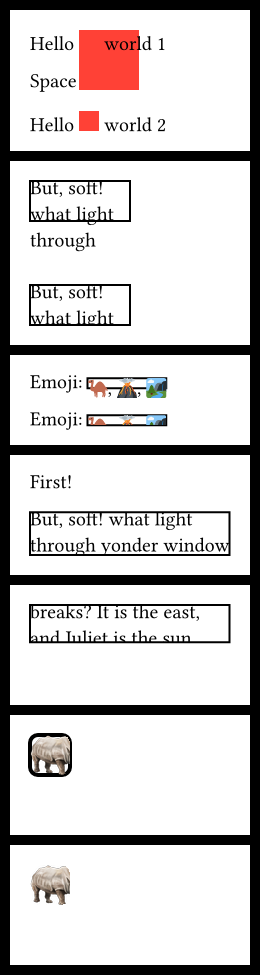 Hello world 1
Space
Hello world 2
But, soft!
what light
through
But, soft!
what light
Emoji: 🐪, 🌋, 🏞
Emoji: 🐪, 🌋, 🏞
First!
But, soft! what light
through yonder window
breaks? It is the east,
and Juliet is the sun